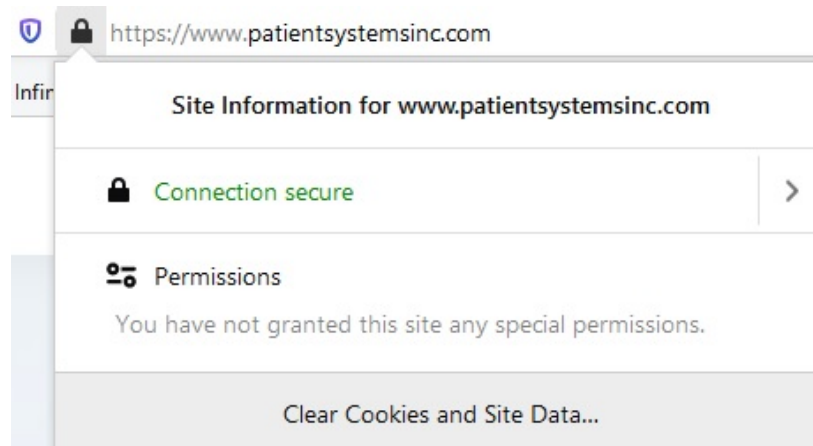 https://www.patientsystemsinc.com
Infir
Site Information for www.patientsystemsinc.com
Connection secure
Permissions
You have not granted this site any special permissions.
Clear Cookies and Site Data...